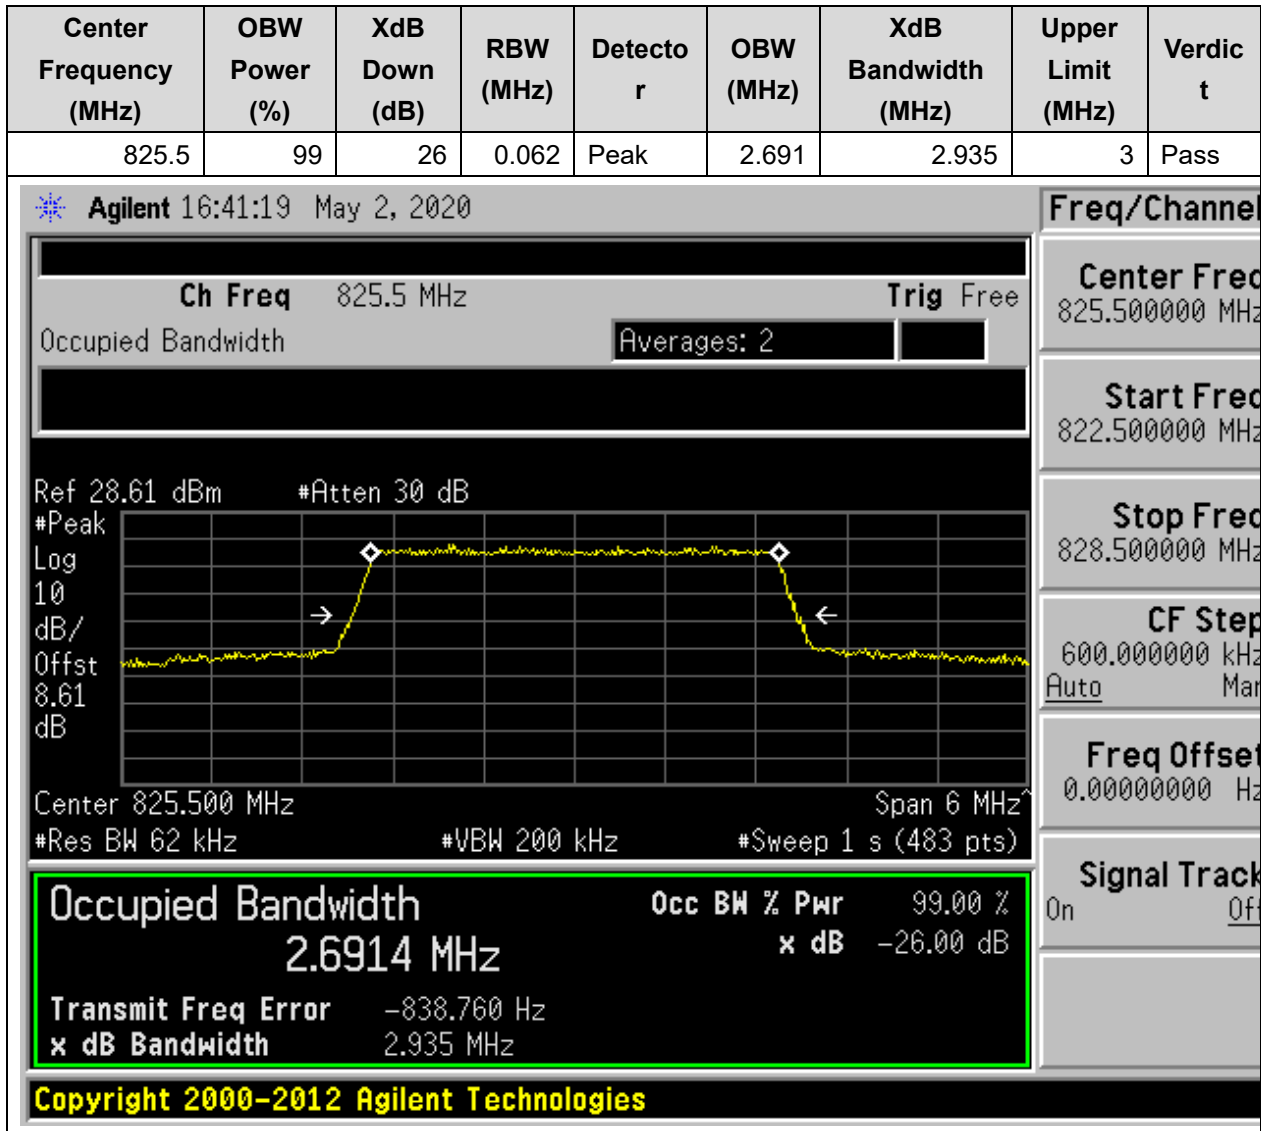 Center Frequency (MHz) OBW Power (%) XdB Down (dB) RBW (MHz) Detector OBW (MHz) XdB Bandwidth (MHz) Upper Limit (MHz) Verdict
825.5 99 26 0.062 Peak 2.691 2.935 3 Pass
Agilent 16:41:19 May 2, 2020
Freq/Channel
Ch Freq 825.5 MHz Trig Free
Occupied Bandwidth Averages: 2
Center Freq
825.500000 MHz
Start Freq
822.500000 MHz
Stop Freq
828.500000 MHz
CF Step
600.000000 kHz
Auto Man
Freq Offset
0.00000000 Hz
Signal Track
On Off
Ref 28.61 dBm #Atten 30 dB
#Peak
Log
10
dB/
Offst
8.61
dB
Center 825.500 MHz Span 6 MHz^
#Res BW 62 kHz #VBW 200 kHz #Sweep 1 s (483 pts)
Occupied Bandwidth
2.6914 MHz
Occ BW % Pwr 99.00 %
x dB -26.00 dB
Transmit Freq Error -838.760 Hz
x dB Bandwidth 2.935 MHz
Copyright 2000-2012 Agilent Technologies